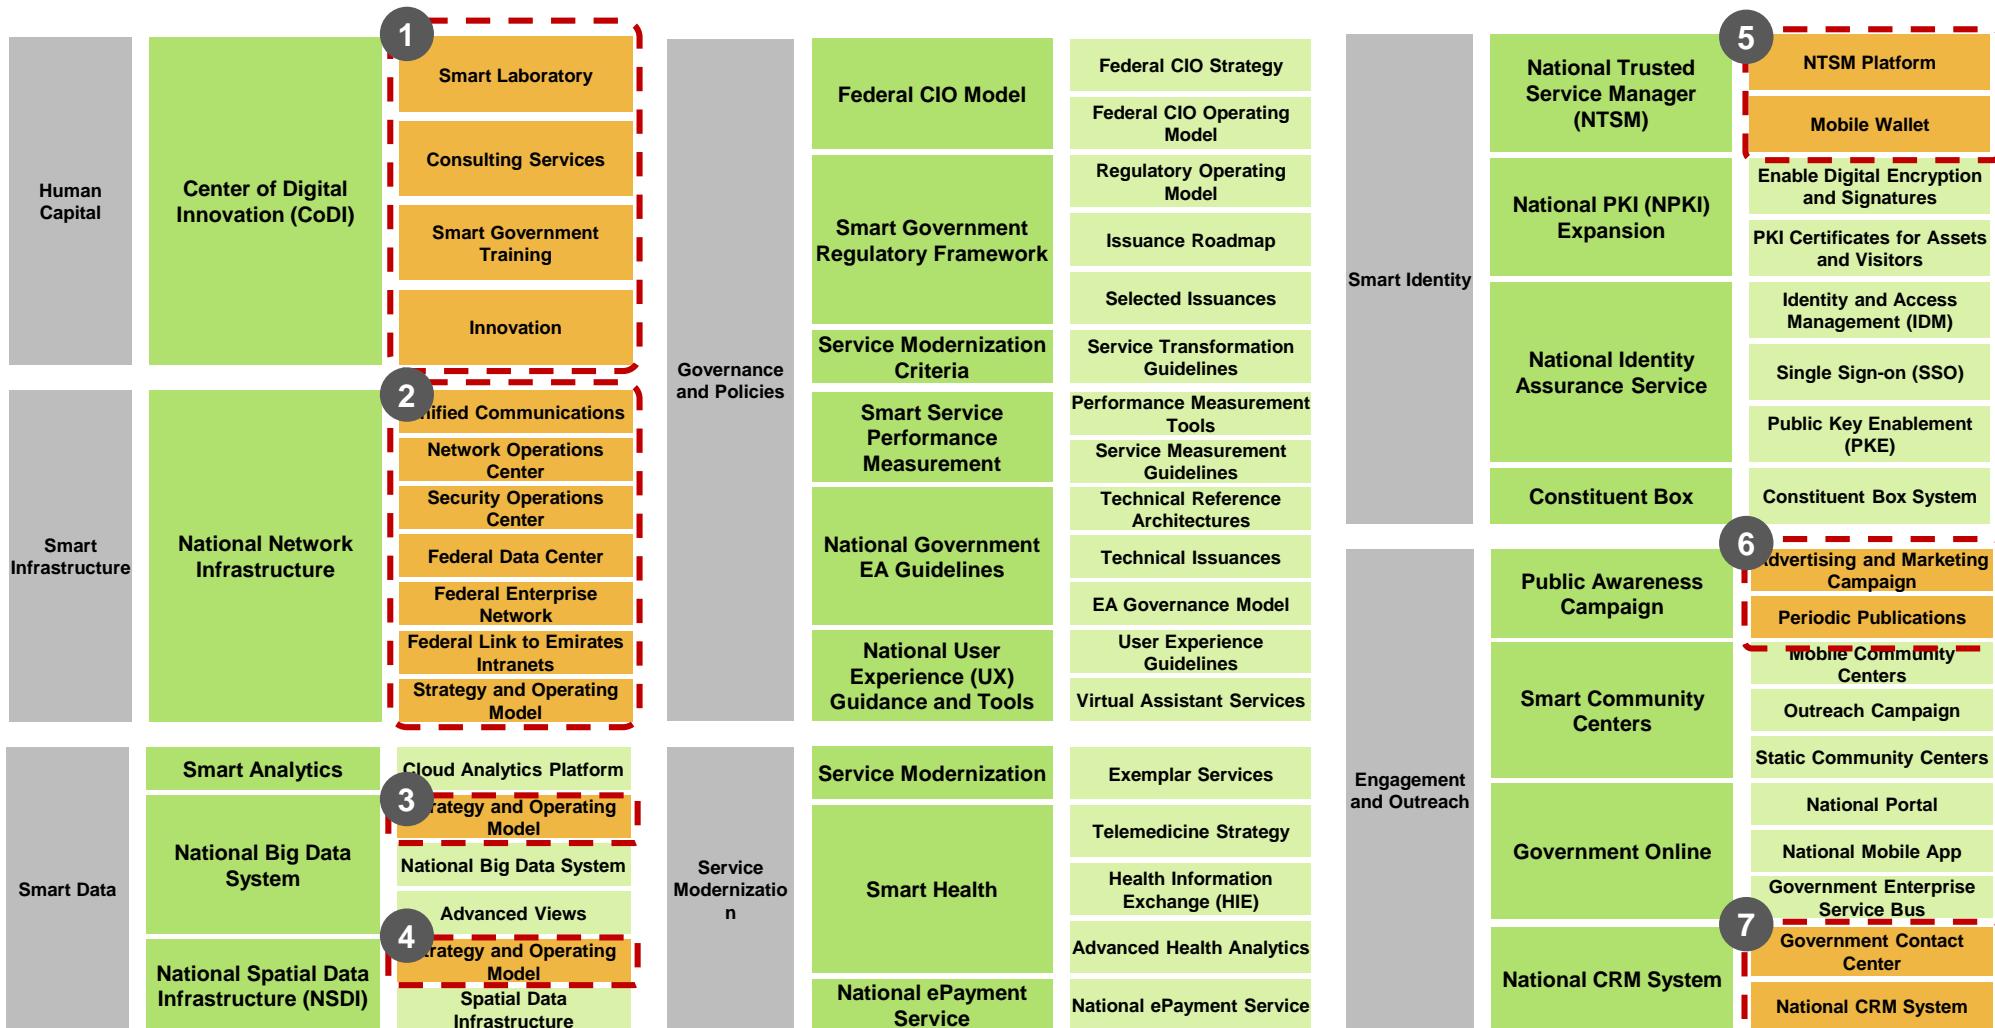 1
Human
Capital
Center of Digital
Innovation (CoDI)
Smart Laboratory
Consulting Services
Smart Government
Training
Innovation
2
Smart
Infrastructure
National Network
Infrastructure
nified Communications
Network Operations
Center
Security Operations
Center
Federal Data Center
Federal Enterprise
Network
Federal Link to Emirates
Intranets
Strategy and Operating
Model
Smart Data
Smart Analytics
Cloud Analytics Platform
National Big Data
System
3
trategy and Operating
Model
National Big Data System
Advanced Views
National Spatial Data
Infrastructure (NSDI)
4
trategy and Operating
Model
Spatial Data
Infrastructure
Governance
and Policies
Federal CIO Model
Federal CIO Strategy
Federal CIO Operating
Model
Smart Government
Regulatory Framework
Regulatory Operating
Model
Issuance Roadmap
Selected Issuances
Service Modernization
Criteria
Service Transformation
Guidelines
Smart Service
Performance
Measurement
Performance Measurement
Tools
Service Measurement
Guidelines
National Government
EA Guidelines
Technical Reference
Architectures
Technical Issuances
EA Governance Model
National User
Experience (UX)
Guidance and Tools
User Experience
Guidelines
Virtual Assistant Services
Service
Modernizatio
n
Service Modernization
Exemplar Services
Smart Health
Telemedicine Strategy
Health Information
Exchange (HIE)
Advanced Health Analytics
National ePayment
Service
National ePayment Service
Smart Identity
National Trusted
Service Manager
(NTSM)
5
NTSM Platform
Mobile Wallet
National PKI (NPKI)
Expansion
Enable Digital Encryption
and Signatures
PKI Certificates for Assets
and Visitors
National Identity
Assurance Service
Identity and Access
Management (IDM)
Single Sign-on (SSO)
Public Key Enablement
(PKE)
Constituent Box
Constituent Box System
Engagement
and Outreach
Public Awareness
Campaign
6
dvertising and Marketing
Campaign
Periodic Publications
Smart Community
Centers
Mobile Community
Centers
Outreach Campaign
Static Community Centers
Government Online
National Portal
National Mobile App
Government Enterprise
Service Bus
National CRM System
7
Government Contact
Center
National CRM System